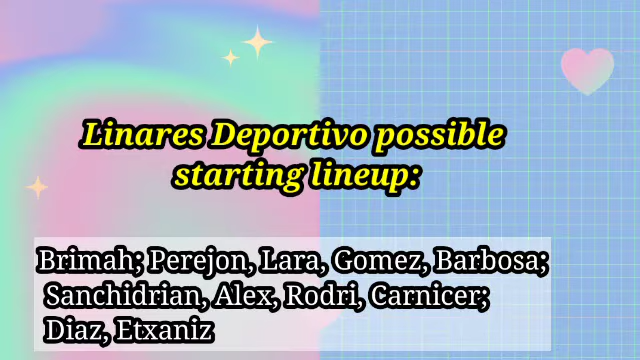 Linares Deportivo possible
starting lineup:
Brimah; Perejon, Lara, Gomez, Barbosa;
Sanchidrian, Alex, Rodri, Carnicer;
Diaz, Etxaniz